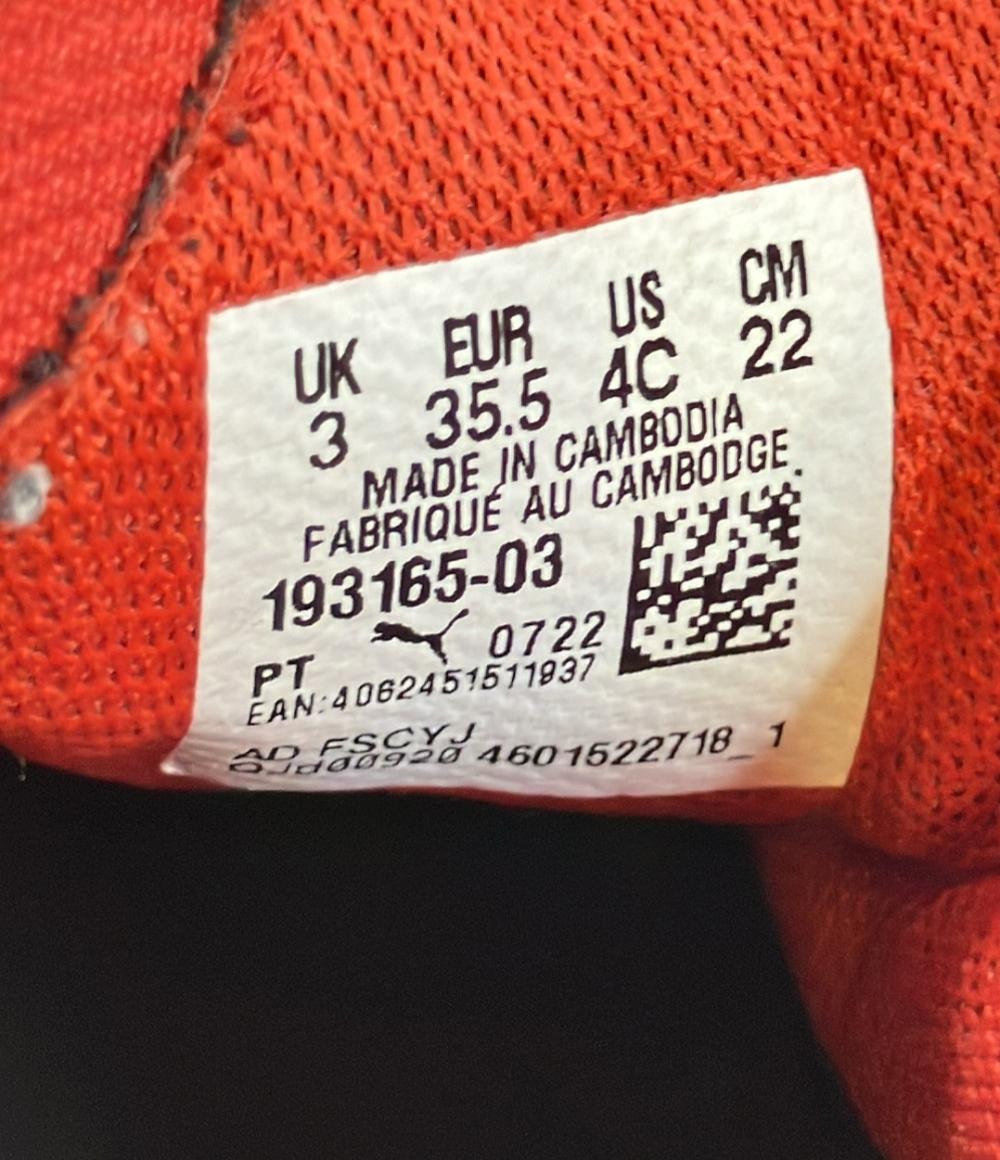 UK EUR US CM
3 35.5 4C 22
MADE IN CAMBODIA
FABRIQUÉ AU CAMBODGE
193165-03
PT 0722
EAN:4062451511937
AD FSCYJ
4601522718_1